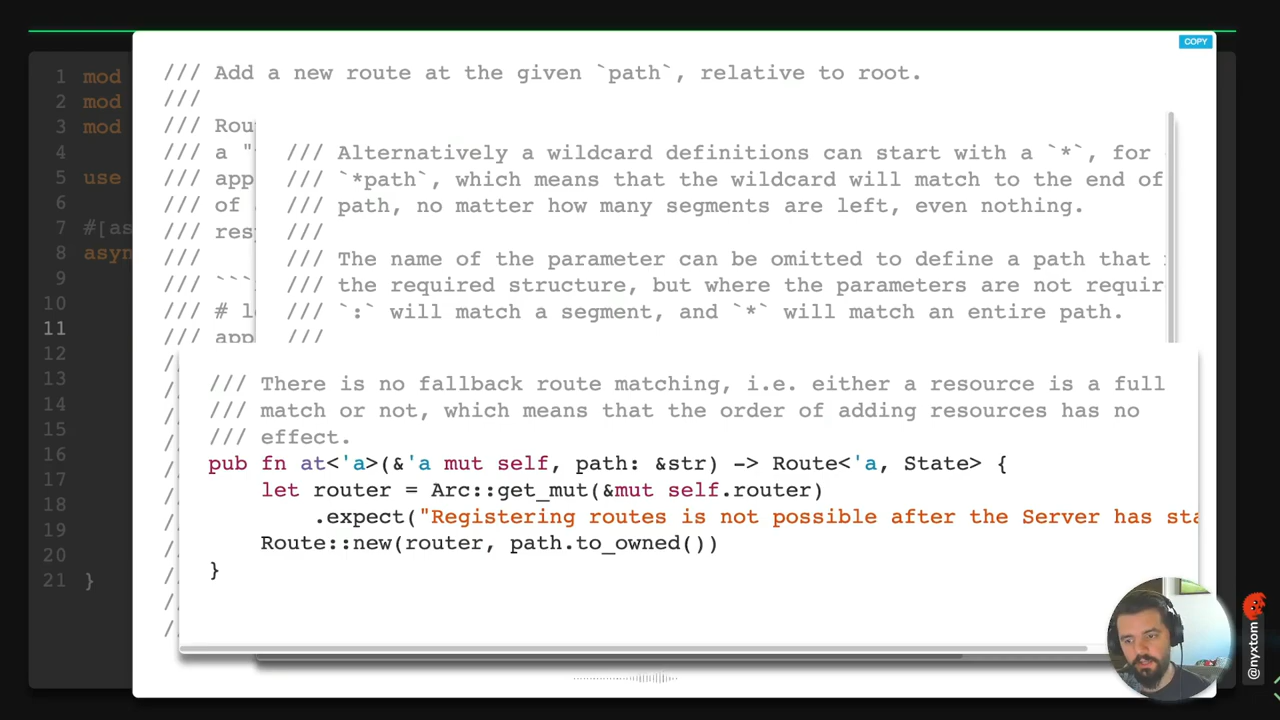 COPY
/// Add a new route at the given `path`, relative to root.
///
/// Rou
/// a "
/// app
/// of
/// res
///
/// ```
/// # l
/// app
/// Alternatively a wildcard definitions can start with a `*`, for
/// `*path`, which means that the wildcard will match to the end of
/// path, no matter how many segments are left, even nothing.
///
/// The name of the parameter can be omitted to define a path that
/// the required structure, but where the parameters are not requir
/// `:` will match a segment, and `*` will match an entire path.
///
/// There is no fallback route matching, i.e. either a resource is a full
/// match or not, which means that the order of adding resources has no
/// effect.
pub fn at<'a>(&'a mut self, path: &str) -> Route<'a, State> {
    let router = Arc::get_mut(&mut self.router)
        .expect("Registering routes is not possible after the Server has sta
    Route::new(router, path.to_owned())
}
1 mod
2 mod
3 mod
4
5 use
6
7 #[as
8 asyn
9
10
11
12
13
14
15
16
17
18
19
20
21 }
@nyxtom